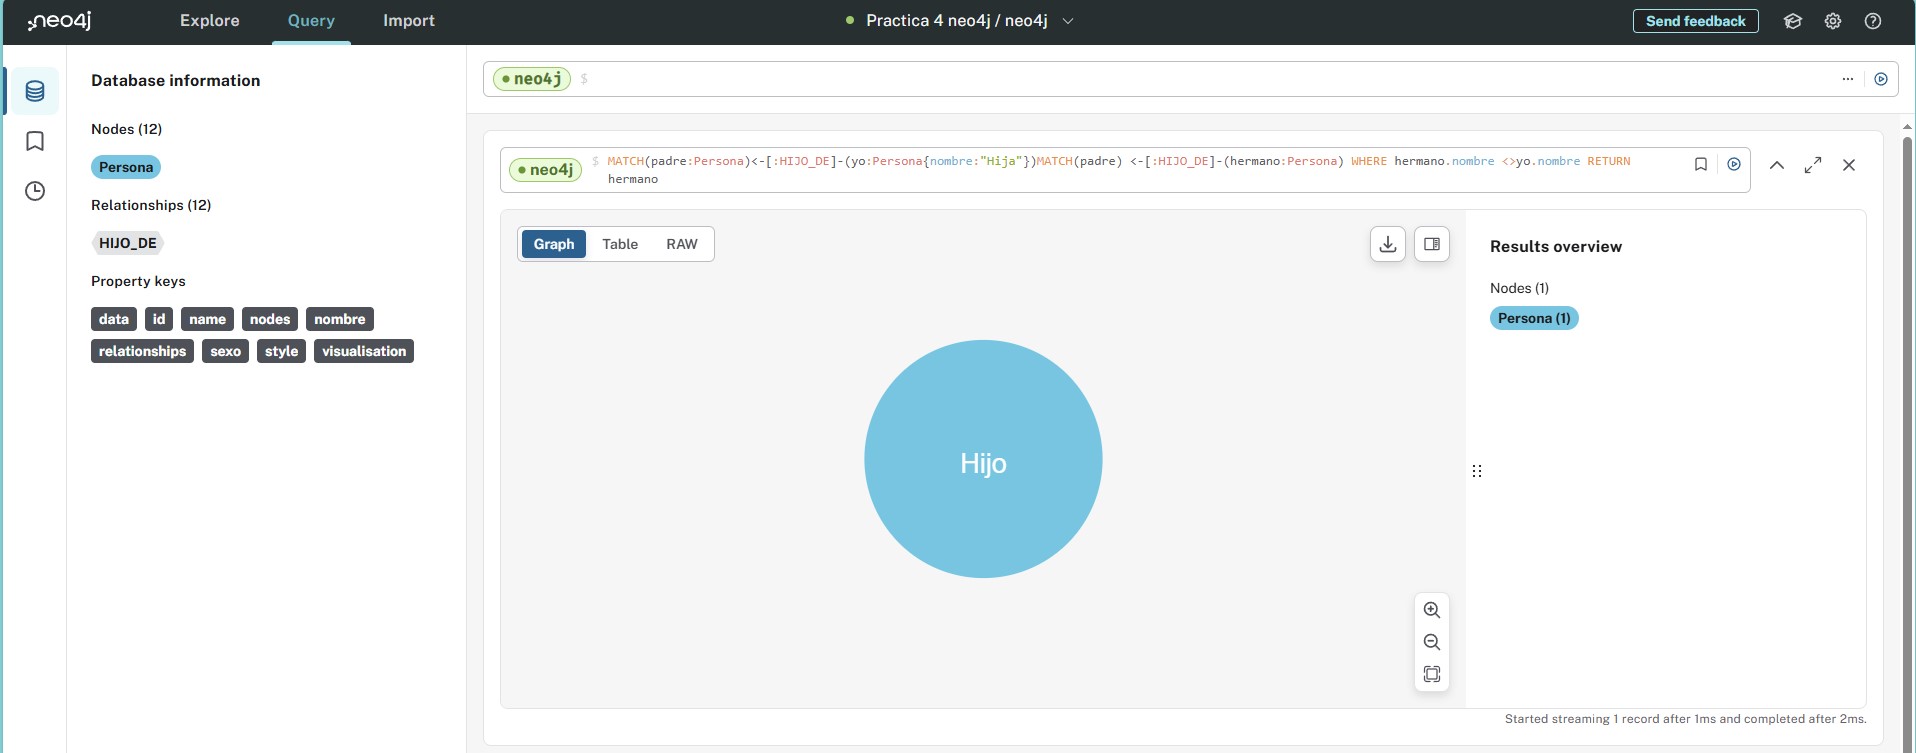 neo4j
Explore
Query
Import
Practica 4 neo4j / neo4j
Send feedback
Database information
Nodes (12)
Persona
Relationships (12)
HIJO_DE
Property keys
data id name nodes nombre
relationships sexo style visualisation
neo4j $
neo4j $ MATCH(padre:Persona)<-[:HIJO_DE]-(yo:Persona{nombre:"Hija"})MATCH(padre) <-[:HIJO_DE]-(hermano:Persona) WHERE hermano.nombre <>yo.nombre RETURN
hermano
Graph Table RAW
Hijo
Results overview
Nodes (1)
Persona (1)
Started streaming 1 record after 1ms and completed after 2ms.